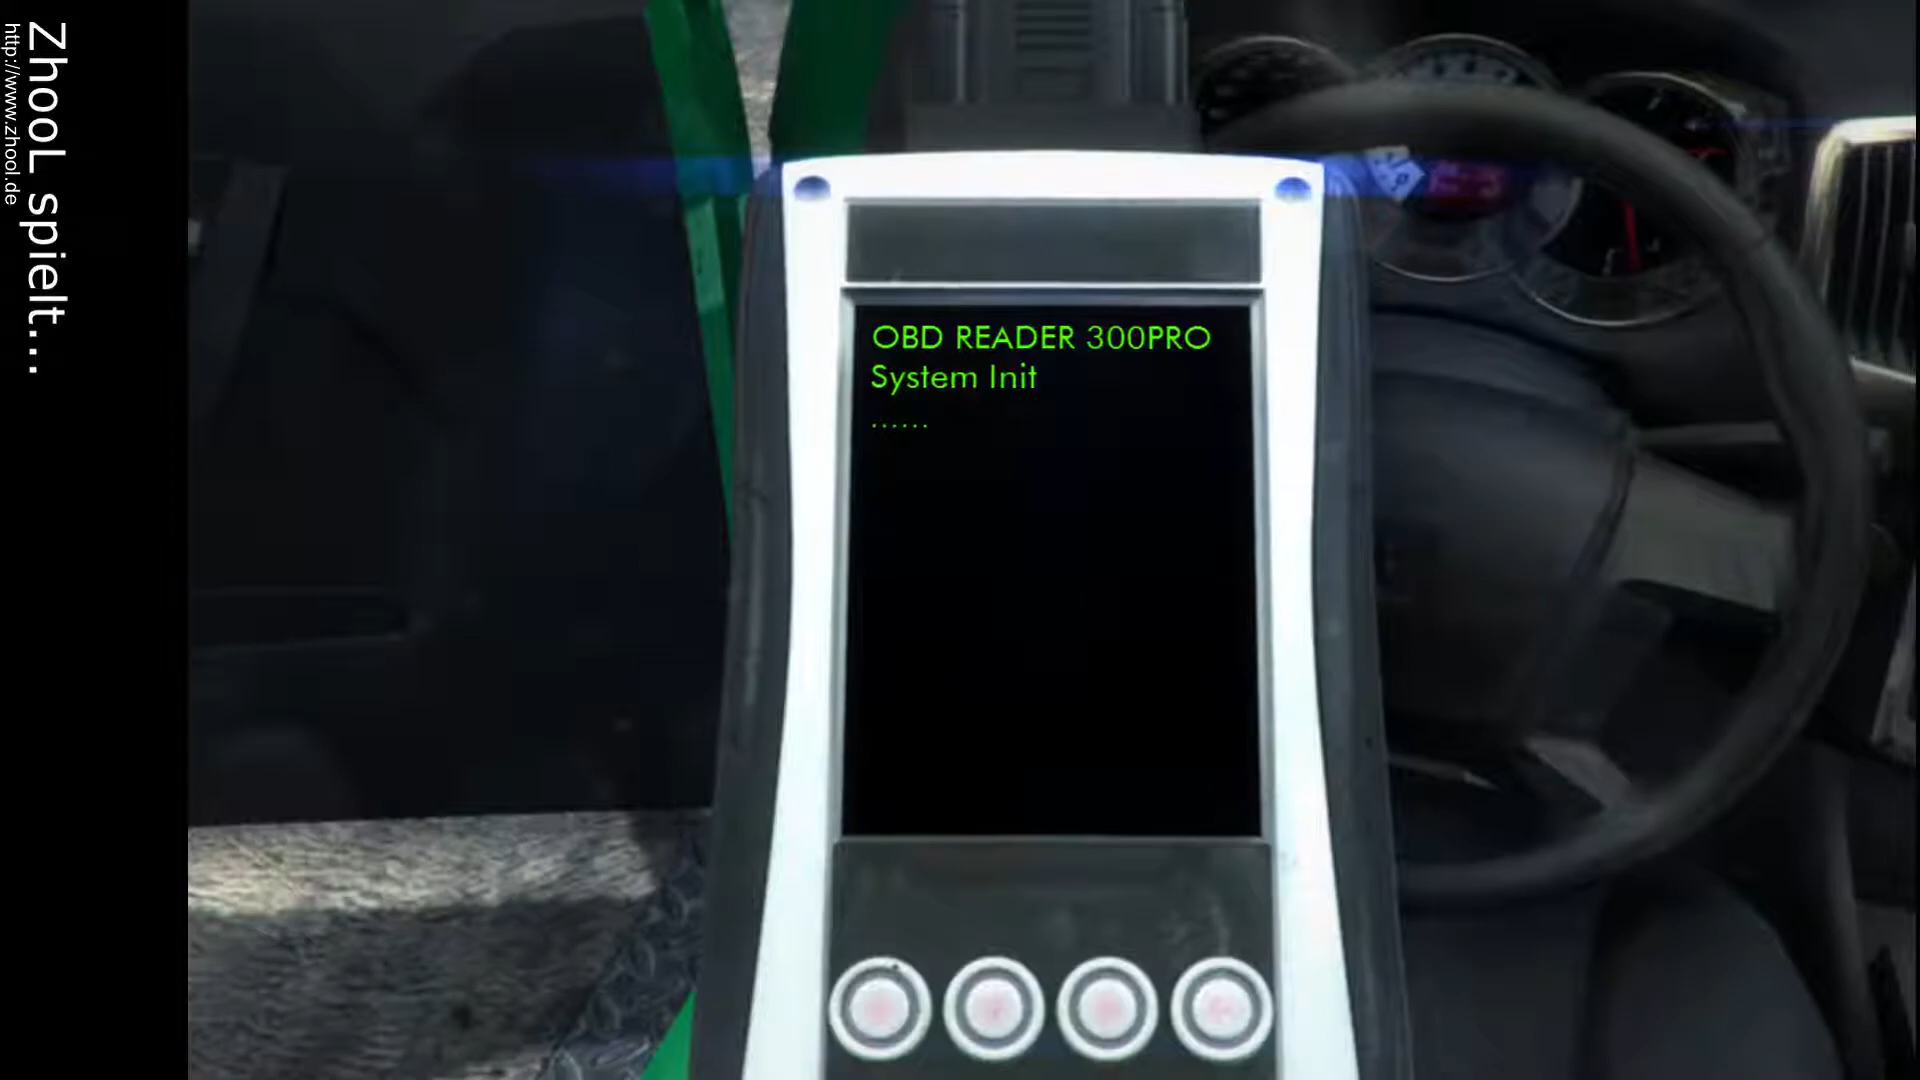 ZhooL spielt...
http://www.zhool.de
OBD READER 300PRO
System Init
......